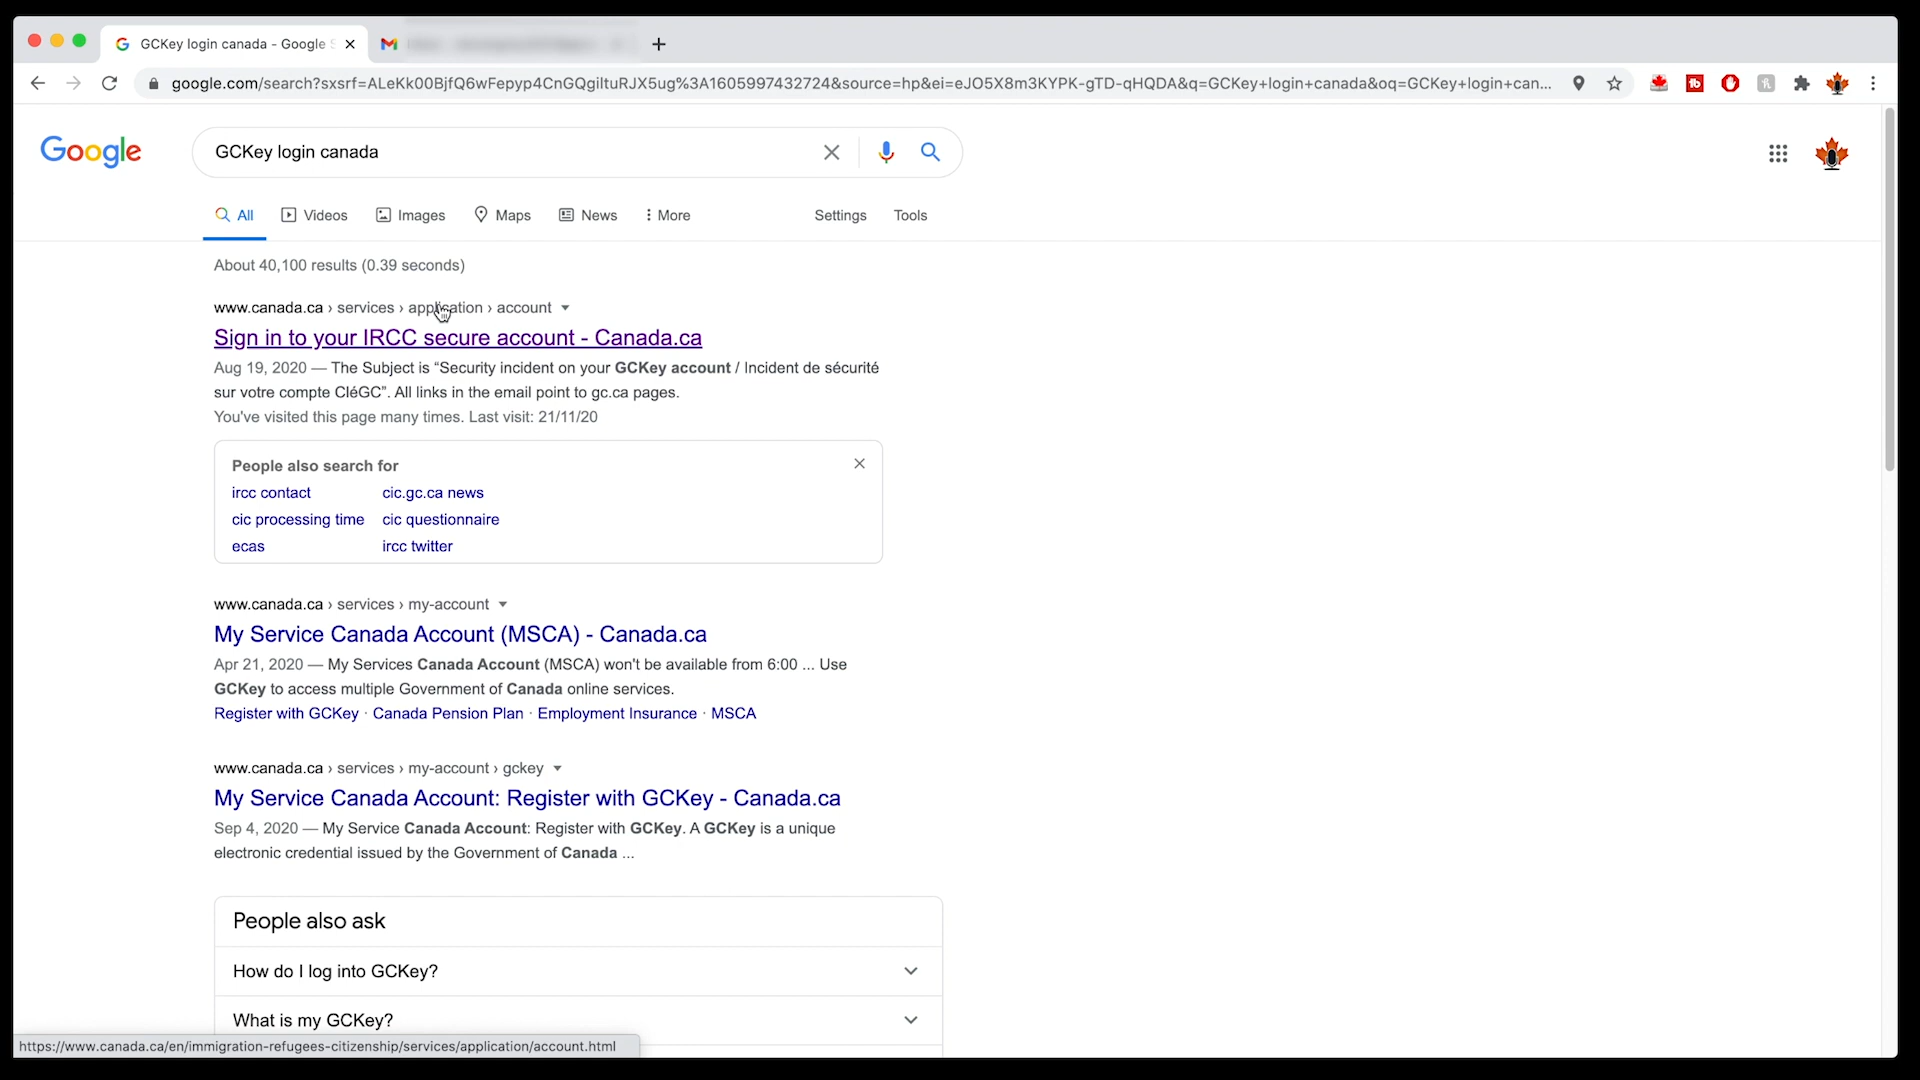 GCKey login canada - Google S
google.com/search?sxsrf=ALeKk00BjfQ6wFepyp4CnGQgiltuRJX5ug%3A1605997432724&source=hp&ei=eJO5X8m3KYPK-gTD-qHQDA&q=GCKey+login+canada&oq=GCKey+login+can...
Google
GCKey login canada
All Videos Images Maps News More Settings Tools
About 40,100 results (0.39 seconds)
www.canada.ca › services › application › account
Sign in to your IRCC secure account - Canada.ca
Aug 19, 2020 — The Subject is “Security incident on your GCKey account / Incident de sécurité
sur votre compte CléGC”. All links in the email point to gc.ca pages.
You've visited this page many times. Last visit: 21/11/20
People also search for
ircc contact cic.gc.ca news
cic processing time cic questionnaire
ecas ircc twitter
www.canada.ca › services › my-account
My Service Canada Account (MSCA) - Canada.ca
Apr 21, 2020 — My Services Canada Account (MSCA) won't be available from 6:00 ... Use
GCKey to access multiple Government of Canada online services.
Register with GCKey · Canada Pension Plan · Employment Insurance · MSCA
www.canada.ca › services › my-account › gckey
My Service Canada Account: Register with GCKey - Canada.ca
Sep 4, 2020 — My Service Canada Account: Register with GCKey. A GCKey is a unique
electronic credential issued by the Government of Canada ...
People also ask
How do I log into GCKey?
What is my GCKey?
https://www.canada.ca/en/immigration-refugees-citizenship/services/application/account.html